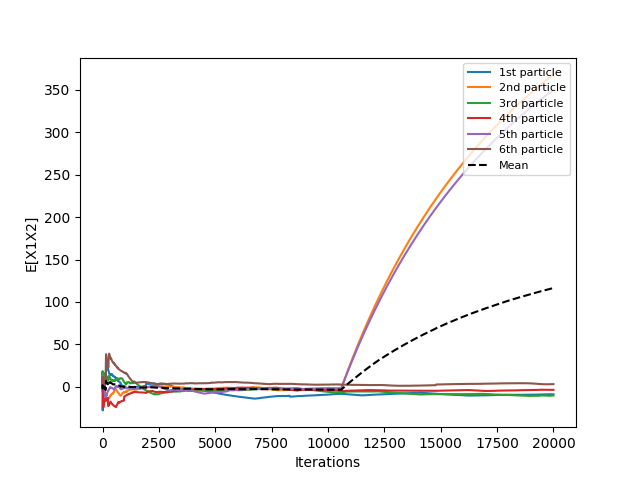 350
300
250
200
150
100
50
0
E[X1X2]
0 2500 5000 7500 10000 12500 15000 17500 20000
Iterations
1st particle
2nd particle
3rd particle
4th particle
5th particle
6th particle
Mean